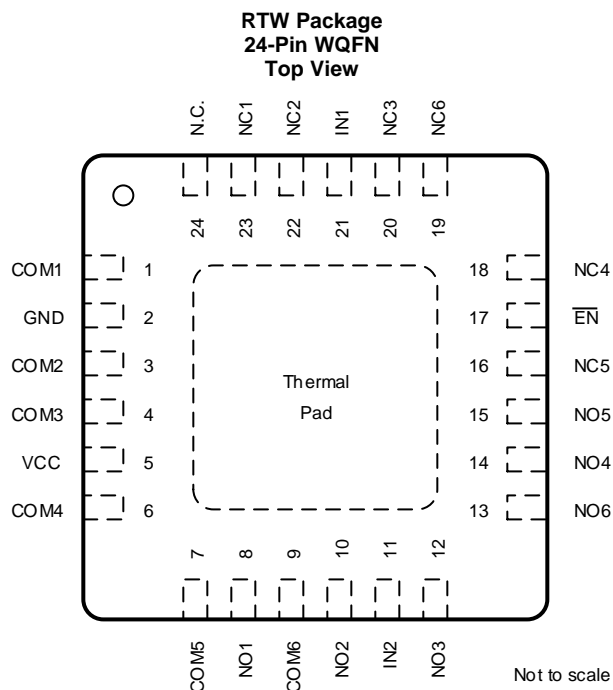 RTW Package
24-Pin WQFN
Top View
N.C. NC1 NC2 IN1 NC3 NC6
24 23 22 21 20 19
COM1 1 18 NC4
GND 2 17 E̅N̅
COM2 3 16 NC5
COM3 4 15 NO5
VCC 5 14 NO4
COM4 6 13 NO6
Thermal
Pad
7 8 9 10 11 12
COM5 NO1 COM6 NO2 IN2 NO3
Not to scale